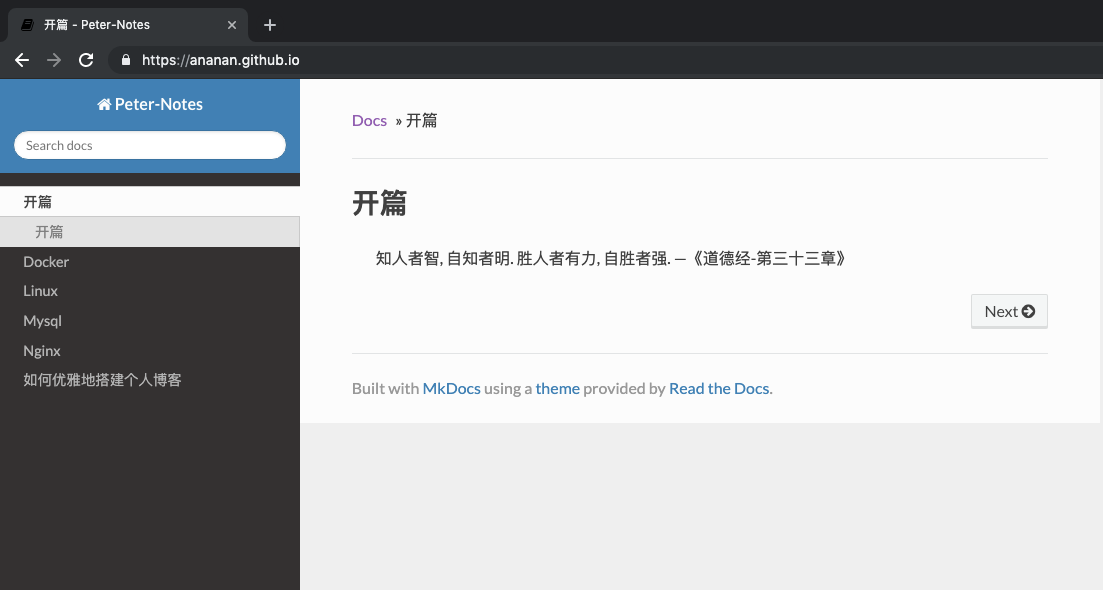 开篇 - Peter-Notes
https://ananan.github.io
Peter-Notes
Search docs
开篇
开篇
Docker
Linux
Mysql
Nginx
如何优雅地搭建个人博客
Docs » 开篇
开篇
知人者智, 自知者明. 胜人者有力, 自胜者强. —《道德经-第三十三章》
Next
Built with MkDocs using a theme provided by Read the Docs.